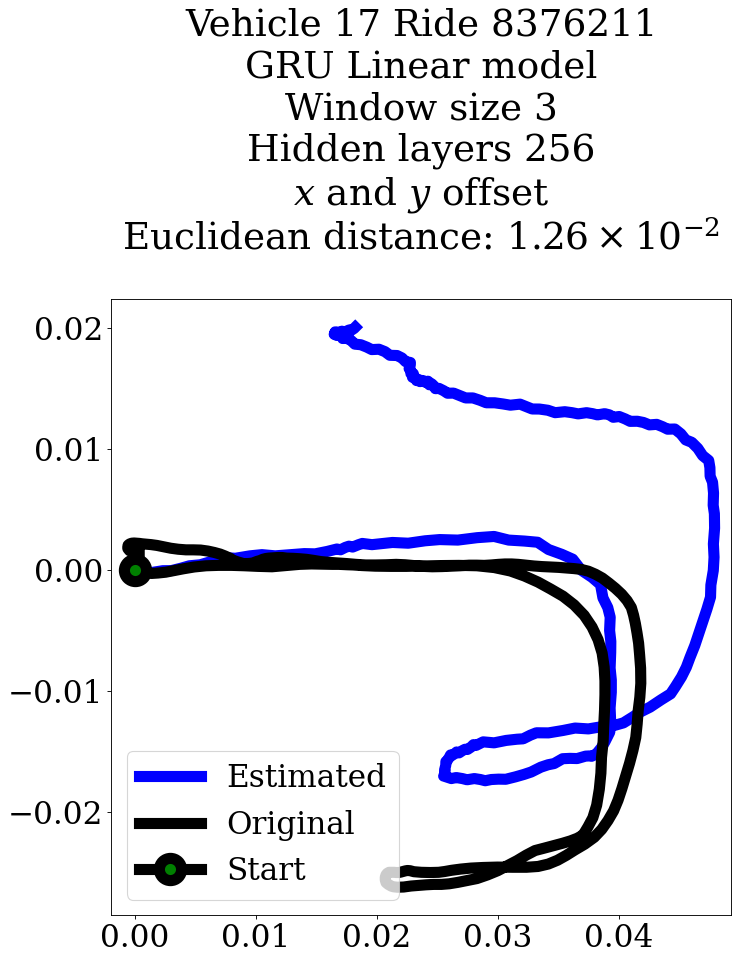 Vehicle 17 Ride 8376211
GRU Linear model
Window size 3
Hidden layers 256
x and y offset
Euclidean distance: 1.26 × 10⁻²
0.02
0.01
0.00
−0.01
−0.02
Estimated
Original
Start
0.00 0.01 0.02 0.03 0.04